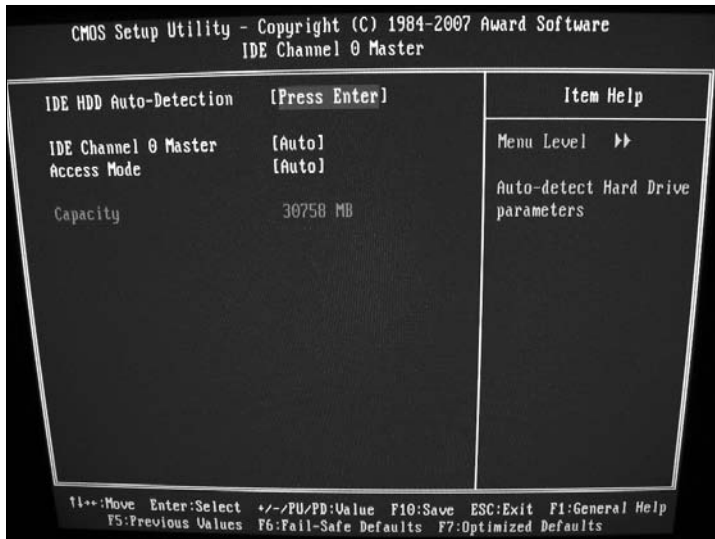 CMOS Setup Utility - Copyright (C) 1984-2007 Award Software
IDE Channel 0 Master
IDE HDD Auto-Detection [Press Enter]
IDE Channel 0 Master [Auto]
Access Mode [Auto]
Capacity 30758 MB
Item Help
Menu Level ▶▶
Auto-detect Hard Drive
parameters
↑↓→←:Move Enter:Select +/-/PU/PD:Value F10:Save ESC:Exit F1:General Help
F5:Previous Values F6:Fail-Safe Defaults F7:Optimized Defaults